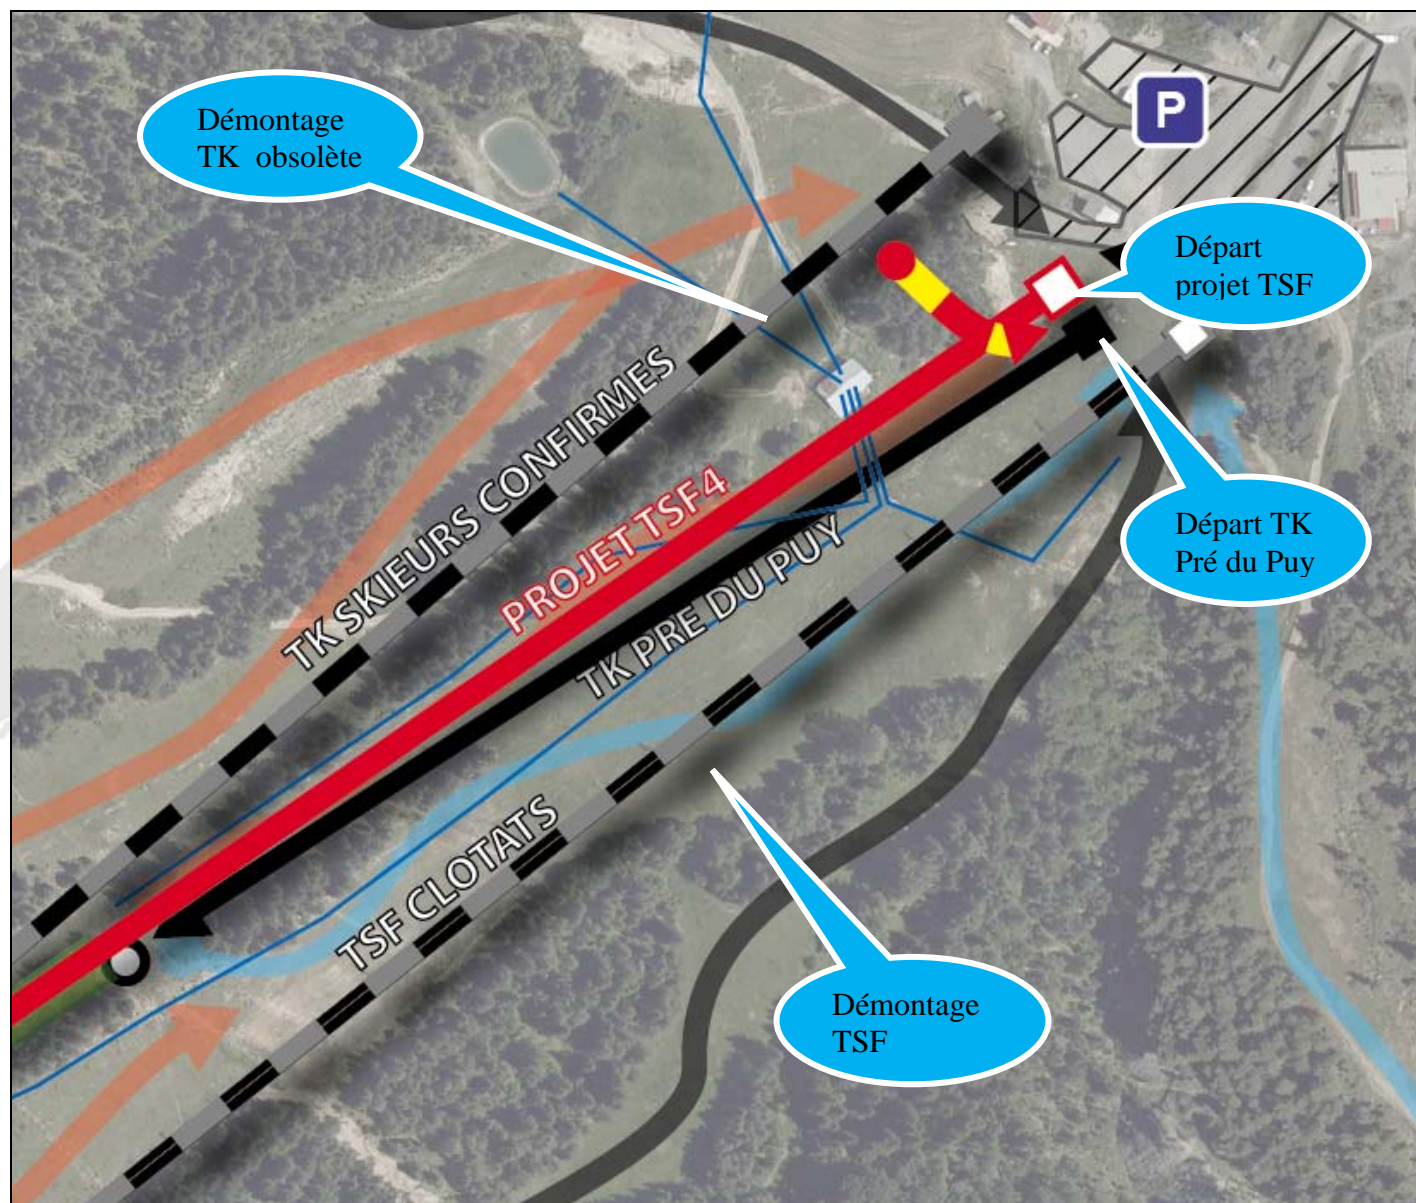 Démontage
TK obsolète
P
Départ
projet TSF
TK SKIEURS CONFIRMES
PROJET TSF4
TK PRE DU PUY
Départ TK
Pré du Puy
TSF CLOTATS
Démontage
TSF